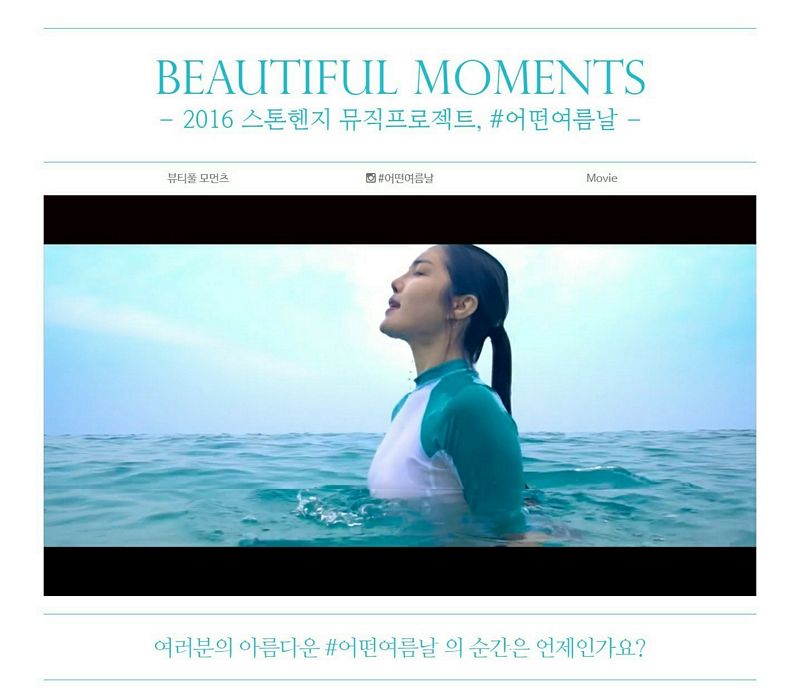 BEAUTIFUL MOMENTS
– 2016 스톤헨지 뮤직프로젝트, #어떤여름날 –
뷰티풀 모먼츠
#어떤여름날
Movie
여러분의 아름다운 #어떤여름날 의 순간은 언제인가요?